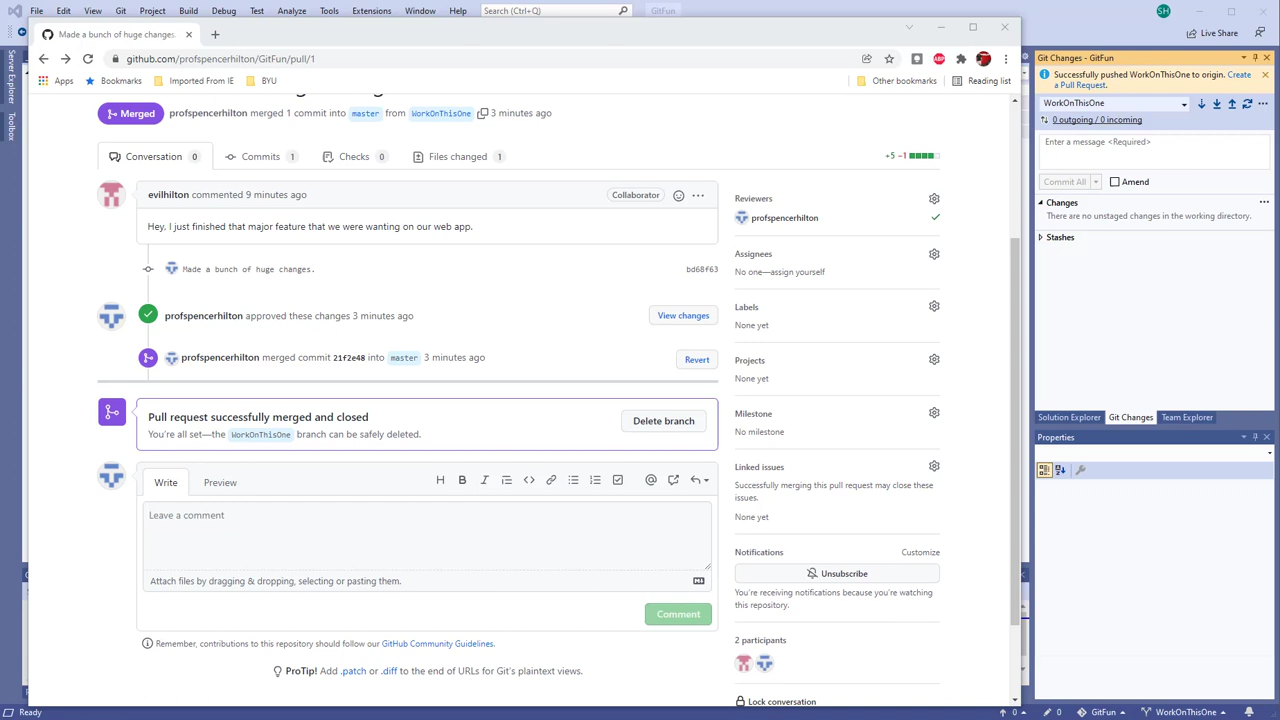 File Edit View Git Project Build Debug Test Analyze Tools Extensions Window Help Search (Ctrl+Q) GitFun SH
Live Share
Server Explorer
Toolbox
Made a bunch of huge changes.
github.com/profspencerhilton/GitFun/pull/1
ABP
Apps Bookmarks Imported From IE BYU Other bookmarks Reading list
Merged profspencerhilton merged 1 commit into master from WorkOnThisOne 3 minutes ago
Conversation 0 Commits 1 Checks 0 Files changed 1 +5 −1
evilhilton commented 9 minutes ago Collaborator
Hey, I just finished that major feature that we were wanting on our web app.
Made a bunch of huge changes. bd68f63
profspencerhilton approved these changes 3 minutes ago View changes
profspencerhilton merged commit 21f2e48 into master 3 minutes ago Revert
Pull request successfully merged and closed
You're all set—the WorkOnThisOne branch can be safely deleted.
Delete branch
Write Preview
Leave a comment
Attach files by dragging & dropping, selecting or pasting them.
Comment
Remember, contributions to this repository should follow our GitHub Community Guidelines.
ProTip! Add .patch or .diff to the end of URLs for Git's plaintext views.
Reviewers
profspencerhilton
Assignees
No one—assign yourself
Labels
None yet
Projects
None yet
Milestone
No milestone
Linked issues
Successfully merging this pull request may close these
issues.
None yet
Notifications Customize
Unsubscribe
You're receiving notifications because you're watching
this repository.
2 participants
Lock conversation
Git Changes - GitFun
Successfully pushed WorkOnThisOne to origin. Create
a Pull Request.
WorkOnThisOne
0 outgoing / 0 incoming
Enter a message <Required>
Commit All Amend
Changes
There are no unstaged changes in the working directory.
Stashes
Solution Explorer Git Changes Team Explorer
Properties
Ready 0 0 GitFun WorkOnThisOne